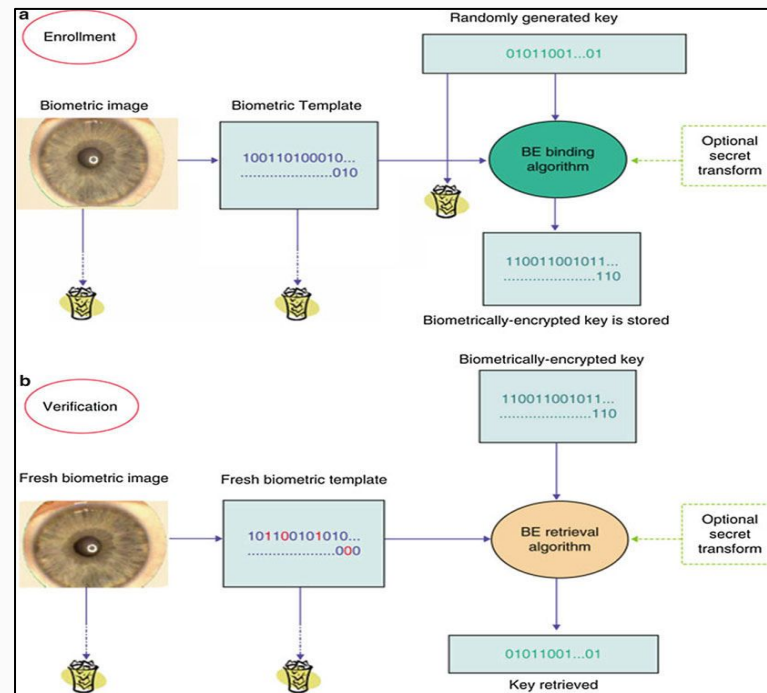 a
Enrollment
Randomly generated key
01011001...01
Biometric image
Biometric Template
100110100010...
.....................010
BE binding
algorithm
Optional
secret
transform
110011001011...
.....................110
Biometrically-encrypted key is stored
b
Verification
Biometrically-encrypted key
110011001011...
.....................110
Fresh biometric image
Fresh biometric template
101100101010...
.....................000
BE retrieval
algorithm
Optional
secret
transform
01011001...01
Key retrieved